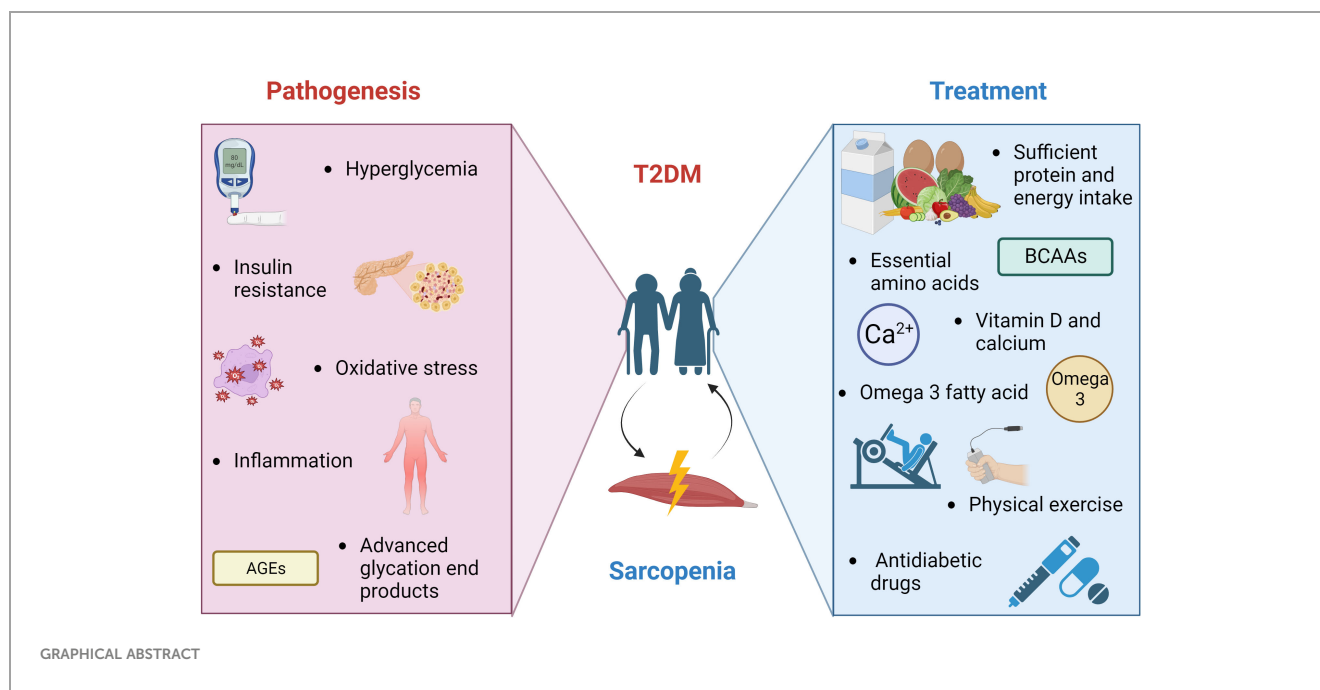 Pathogenesis
80
mg/dL
• Hyperglycemia
• Insulin
resistance
• Oxidative stress
• Inflammation
AGEs
• Advanced
glycation end
products
T2DM
Sarcopenia
Treatment
• Sufficient
protein and
energy intake
BCAAs
• Essential
amino acids
Ca²⁺
• Vitamin D and
calcium
• Omega 3 fatty acid
Omega
3
• Physical exercise
• Antidiabetic
drugs
GRAPHICAL ABSTRACT